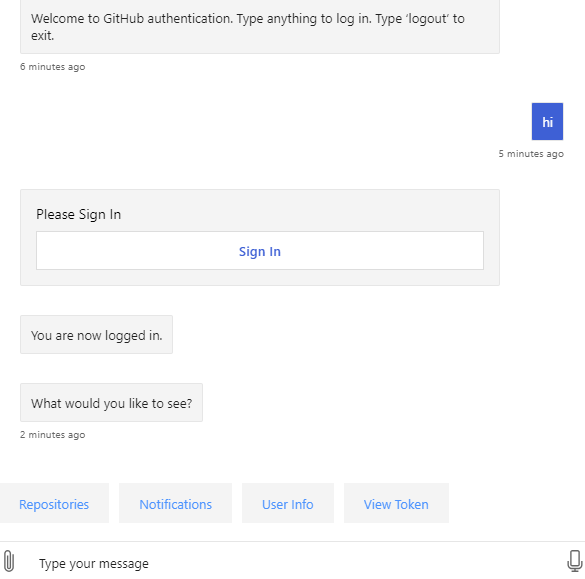 Welcome to GitHub authentication. Type anything to log in. Type ‘logout’ to
exit.
6 minutes ago
hi
5 minutes ago
Please Sign In
Sign In
You are now logged in.
What would you like to see?
2 minutes ago
Repositories
Notifications
User Info
View Token
Type your message